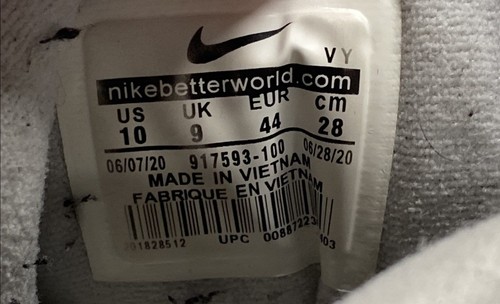 VY
nikebetterworld.com
US UK EUR cm
10 9 44 28
06/07/20 917593-100 06/28/20
MADE IN VIETNAM
FABRIQUE EN VIETNAM
UPC